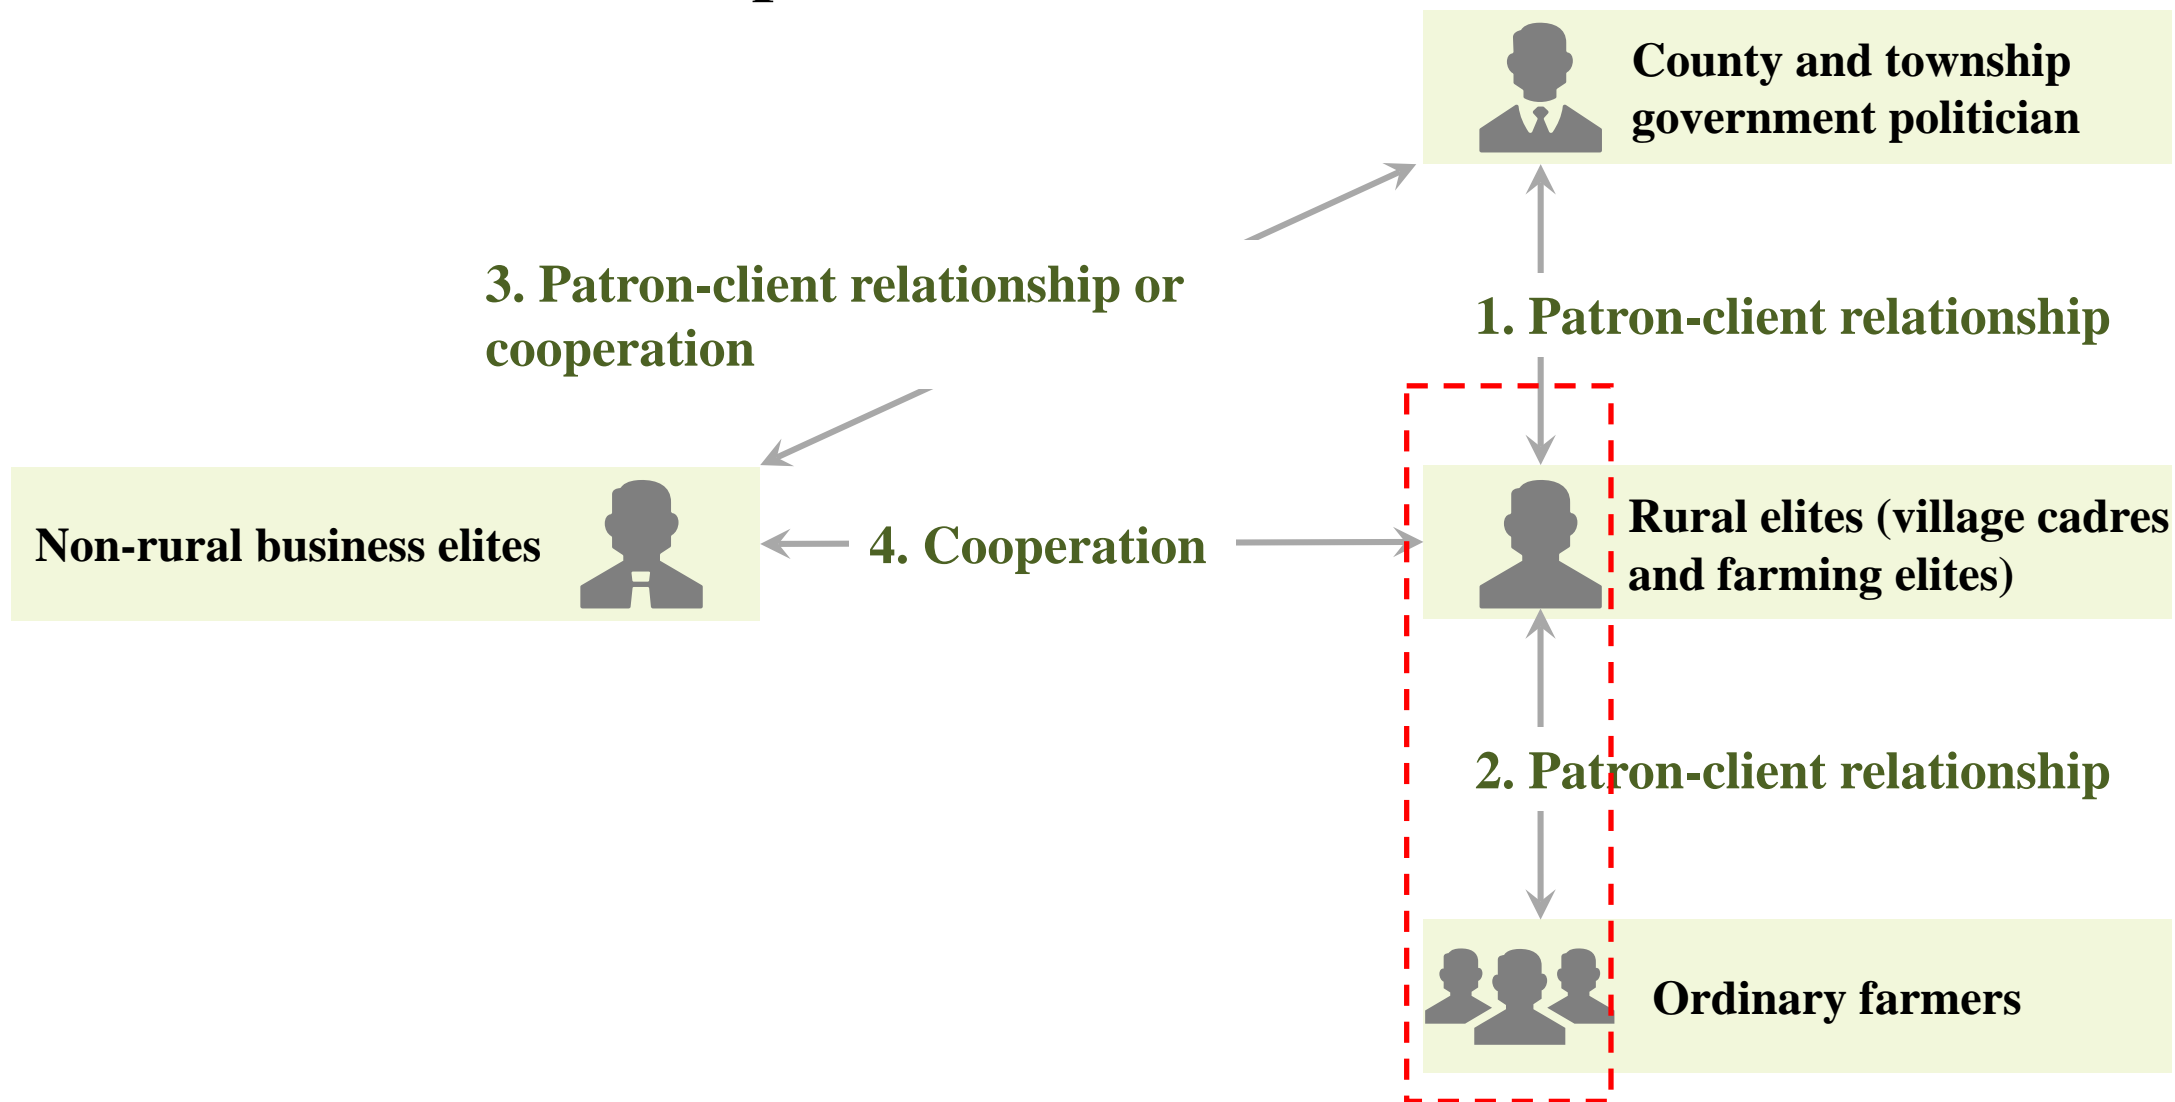 County and township
government politician
3. Patron-client relationship or
cooperation
1. Patron-client relationship
Non-rural business elites
4. Cooperation
Rural elites (village cadres
and farming elites)
2. Patron-client relationship
Ordinary farmers